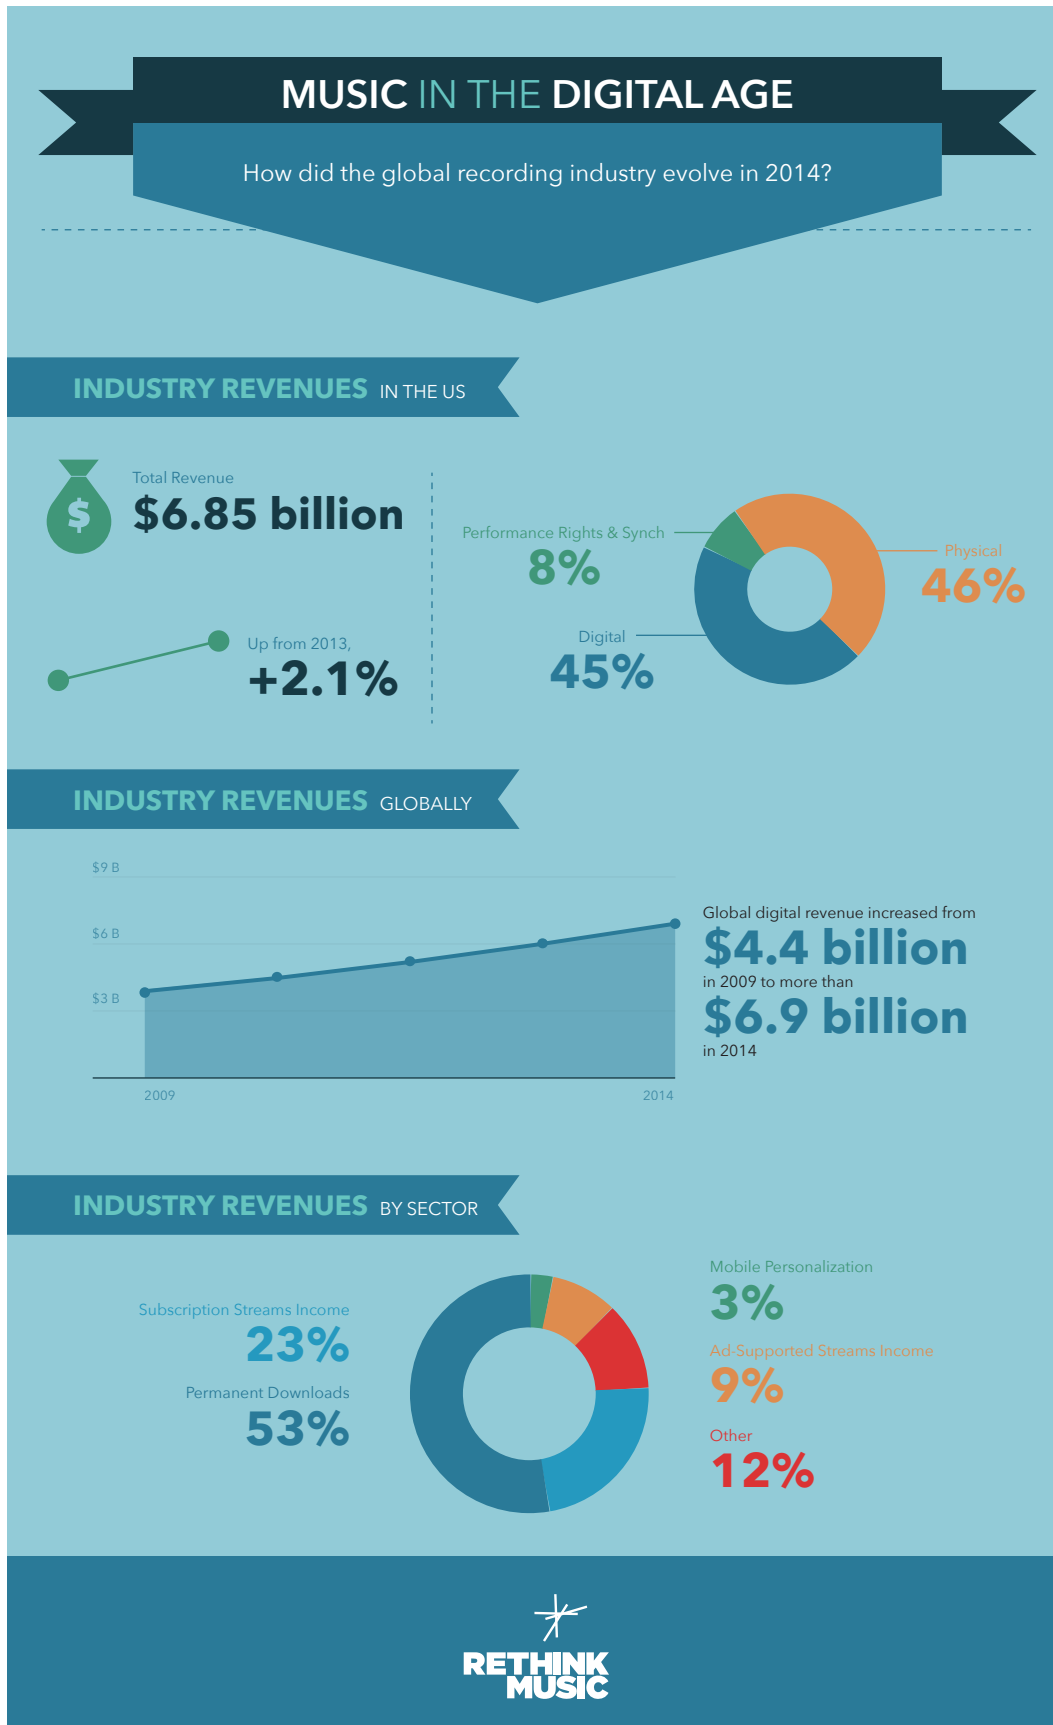 MUSIC IN THE DIGITAL AGE
How did the global recording industry evolve in 2014?
INDUSTRY REVENUES IN THE US
$
Total Revenue
$6.85 billion
Up from 2013,
+2.1%
Performance Rights & Synch
8%
Physical
46%
Digital
45%
INDUSTRY REVENUES GLOBALLY
$9 B
$6 B
$3 B
2009
2014
Global digital revenue increased from
$4.4 billion
in 2009 to more than
$6.9 billion
in 2014
INDUSTRY REVENUES BY SECTOR
Subscription Streams Income
23%
Permanent Downloads
53%
Mobile Personalization
3%
Ad-Supported Streams Income
9%
Other
12%
RETHINK
MUSIC